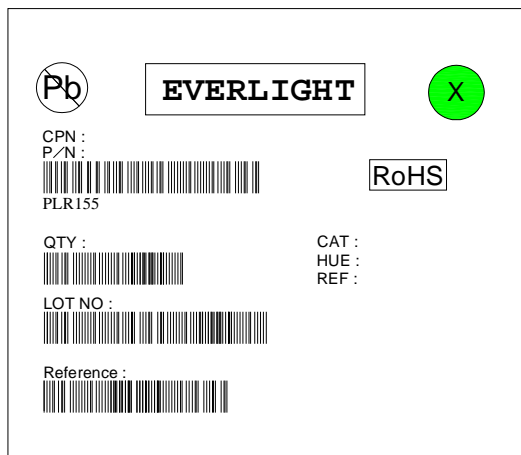 Pb
EVERLIGHT
X
CPN :
P/N :
RoHS
PLR155
QTY :
CAT :
HUE :
REF :
LOT NO :
Reference :